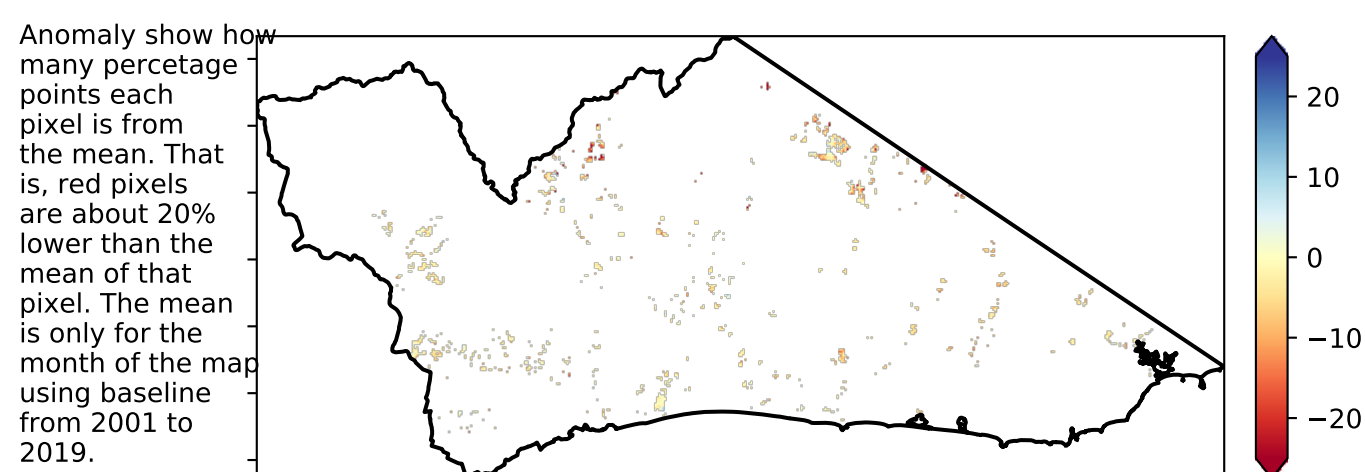 Anomaly show how
many percetage
points each
pixel is from
the mean. That
is, red pixels
are about 20%
lower than the
mean of that
pixel. The mean
is only for the
month of the map
using baseline
from 2001 to
2019.
20
10
0
−10
−20